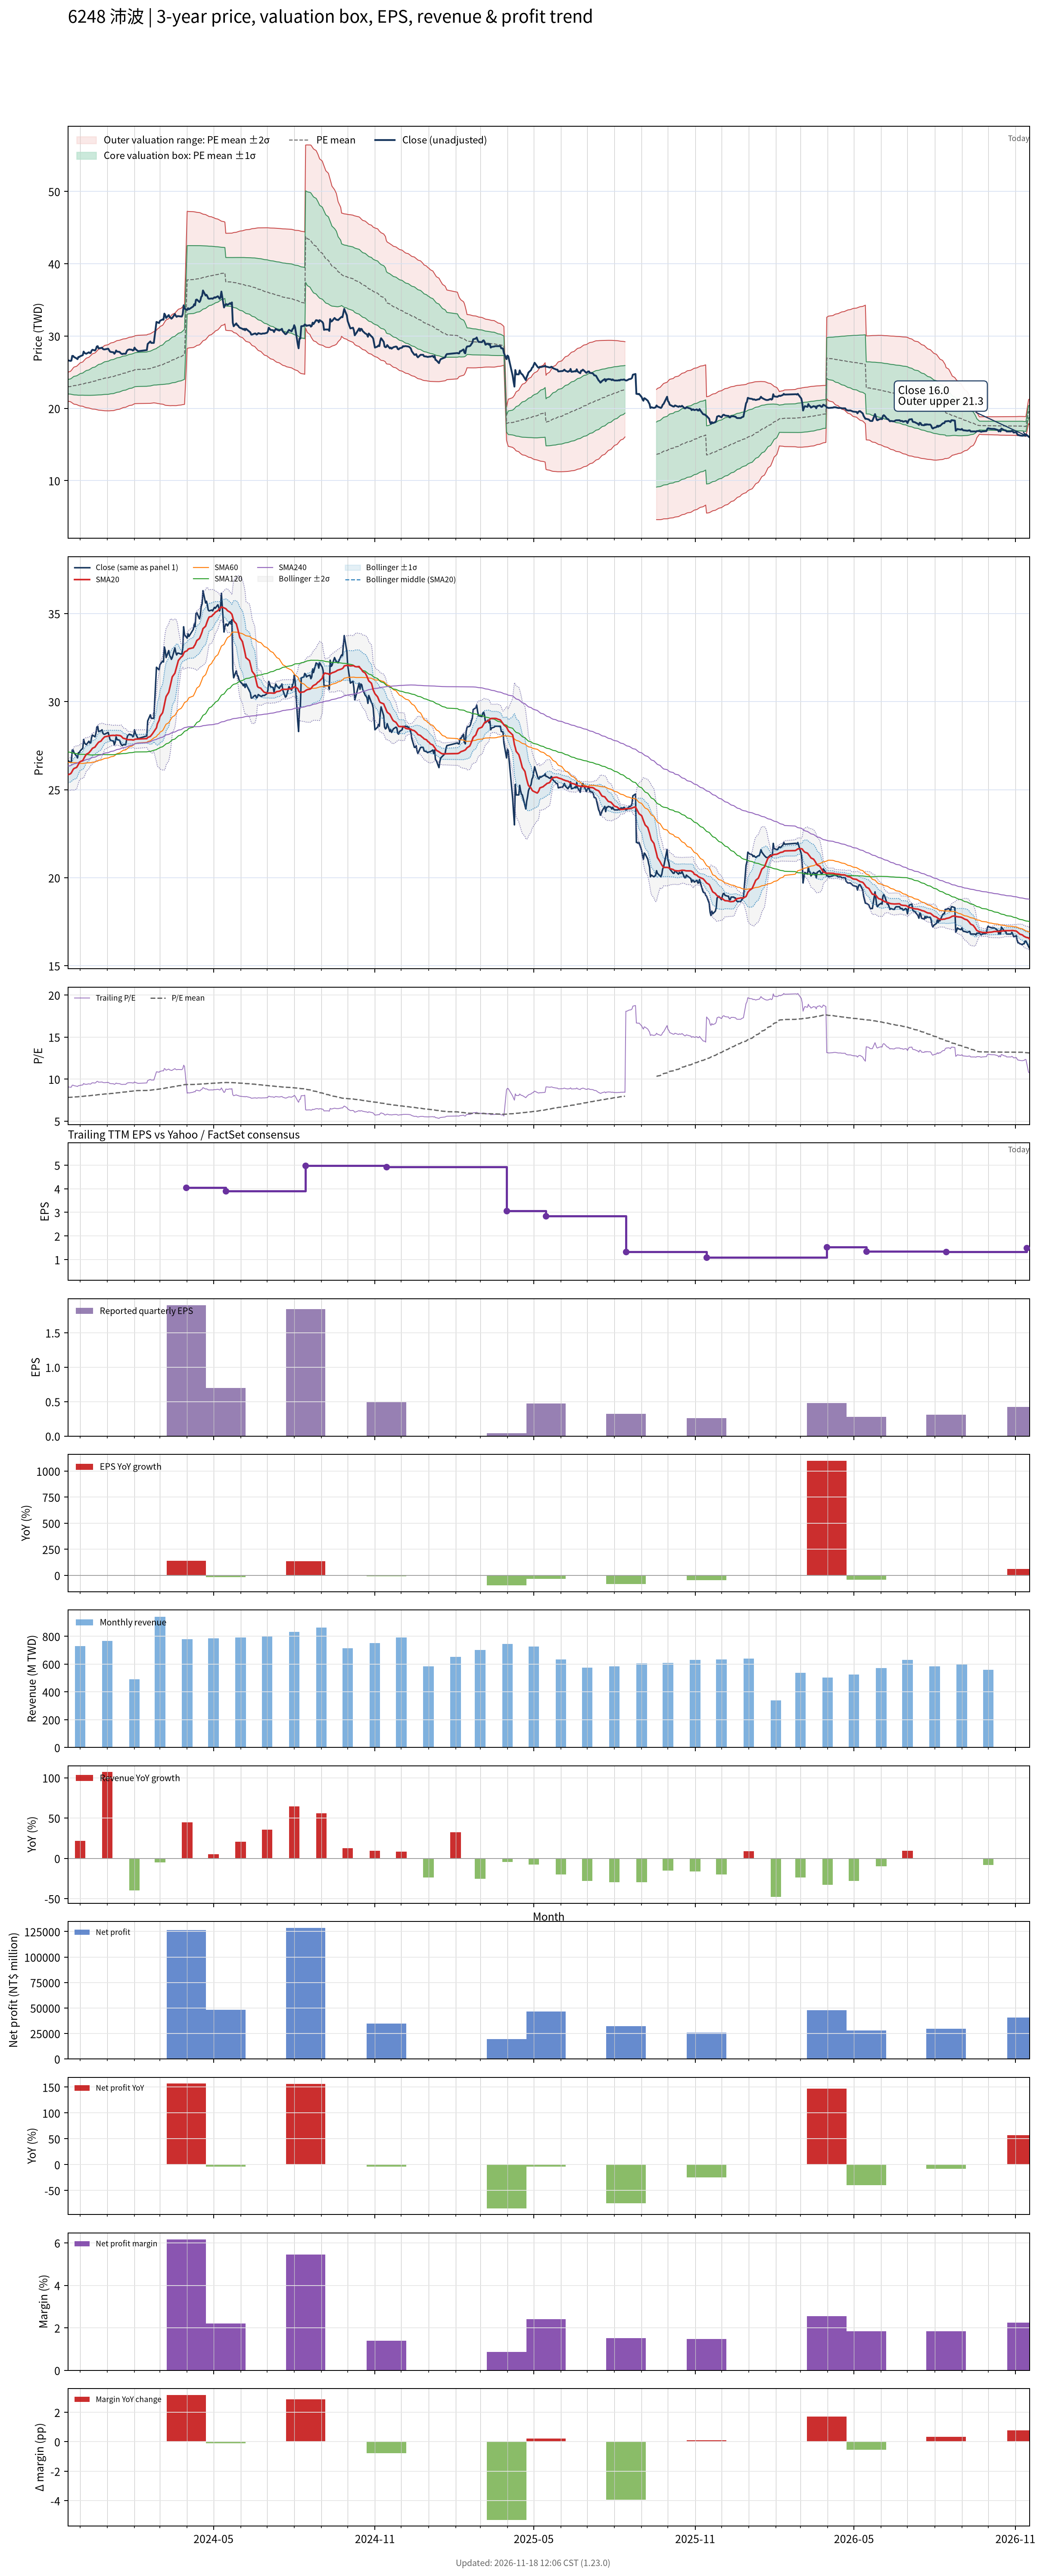 6248 沛波 | 3-year price, valuation box, EPS, revenue & profit trend
Outer valuation range: PE mean ±2σ
Core valuation box: PE mean ±1σ
PE mean
Close (unadjusted)
Today
Price (TWD)
50
40
30
20
10
Close 16.0
Outer upper 21.3
Close (same as panel 1)
SMA20
SMA60
SMA120
SMA240
Bollinger ±2σ
Bollinger ±1σ
Bollinger middle (SMA20)
Price
35
30
25
20
15
Trailing P/E
P/E mean
P/E
20
15
10
5
Trailing TTM EPS vs Yahoo / FactSet consensus
Today
EPS
5
4
3
2
1
Reported quarterly EPS
EPS
1.5
1.0
0.5
0.0
EPS YoY growth
YoY (%)
1000
750
500
250
0
Monthly revenue
Revenue (M TWD)
800
600
400
200
0
Revenue YoY growth
YoY (%)
100
50
0
-50
Month
Net profit
Net profit (NT$ million)
125000
100000
75000
50000
25000
0
Net profit YoY
YoY (%)
150
100
50
0
-50
Net profit margin
Margin (%)
6
4
2
0
Margin YoY change
Δ margin (pp)
2
0
-2
-4
2024-05
2024-11
2025-05
2025-11
2026-05
2026-11
Updated: 2026-11-18 12:06 CST (1.23.0)